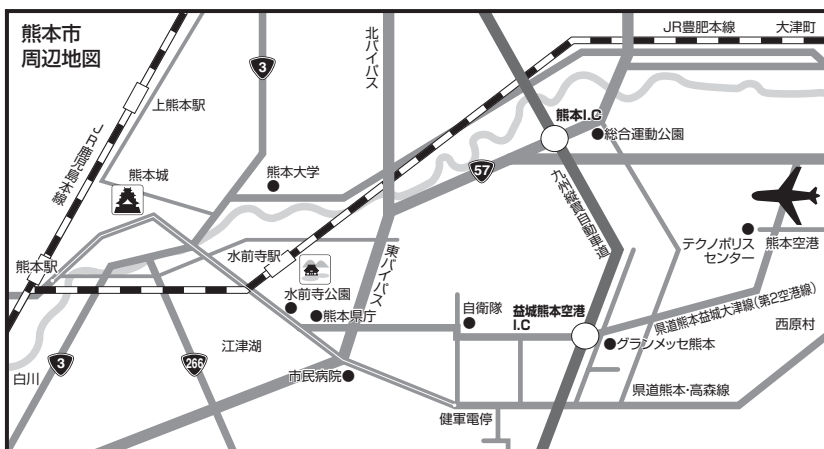 熊本市
周辺地図
3
北バイパス
JR豊肥本線
大津町
上熊本駅
JR鹿児島本線
熊本I.C
総合運動公園
熊本城
熊本大学
57
九州縦貫自動車道
テクノポリス
センター
熊本空港
熊本駅
水前寺駅
東バイパス
水前寺公園
熊本県庁
自衛隊
益城熊本空港
I.C
県道熊本益城大津線(第2空港線)
西原村
グランメッセ熊本
白川
3
266
江津湖
市民病院
県道熊本・高森線
健軍電停